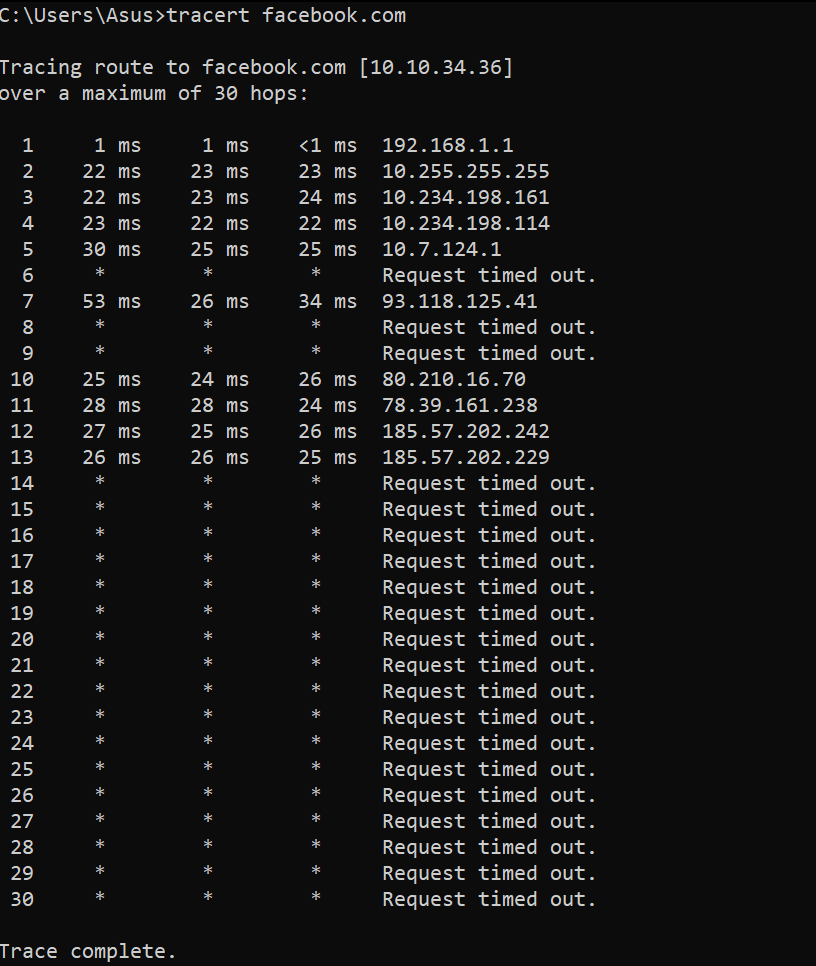 C:\Users\Asus>tracert facebook.com
Tracing route to facebook.com [10.10.34.36]
over a maximum of 30 hops:
1 1 ms 1 ms <1 ms 192.168.1.1
2 22 ms 23 ms 23 ms 10.255.255.255
3 22 ms 23 ms 24 ms 10.234.198.161
4 23 ms 22 ms 22 ms 10.234.198.114
5 30 ms 25 ms 25 ms 10.7.124.1
6 * * * Request timed out.
7 53 ms 26 ms 34 ms 93.118.125.41
8 * * * Request timed out.
9 * * * Request timed out.
10 25 ms 24 ms 26 ms 80.210.16.70
11 28 ms 28 ms 24 ms 78.39.161.238
12 27 ms 25 ms 26 ms 185.57.202.242
13 26 ms 26 ms 25 ms 185.57.202.229
14 * * * Request timed out.
15 * * * Request timed out.
16 * * * Request timed out.
17 * * * Request timed out.
18 * * * Request timed out.
19 * * * Request timed out.
20 * * * Request timed out.
21 * * * Request timed out.
22 * * * Request timed out.
23 * * * Request timed out.
24 * * * Request timed out.
25 * * * Request timed out.
26 * * * Request timed out.
27 * * * Request timed out.
28 * * * Request timed out.
29 * * * Request timed out.
30 * * * Request timed out.
Trace complete.